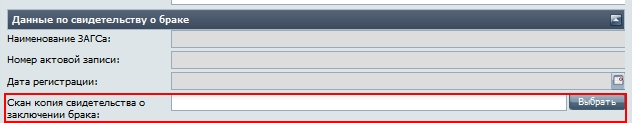 Данные по свидетельству о браке
Наименование ЗАГСа:
Номер актовой записи:
Дата регистрации:
Скан копия свидетельства о Выбрать
заключении брака: